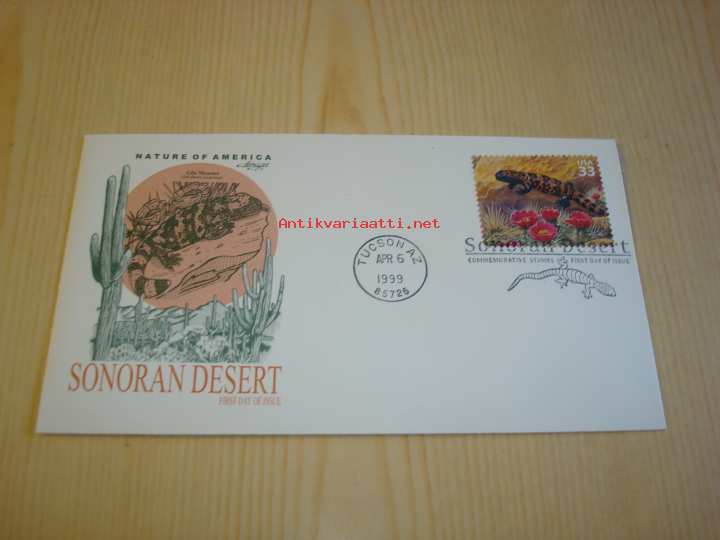 NATURE OF AMERICA
Gila Monster
USA
33
Antikvariaatti.net
Sonoran Desert
COMMEMORATIVE STAMPS FIRST DAY OF ISSUE
TUCSON AZ
APR 6
1999
85726
SONORAN DESERT
FIRST DAY OF ISSUE